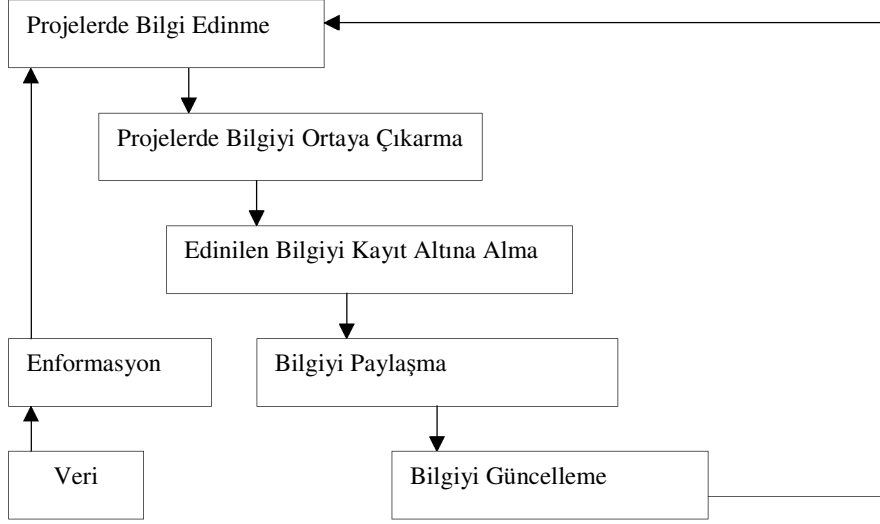 Projelerde Bilgi Edinme
Projelerde Bilgiyi Ortaya Çıkarma
Edinilen Bilgiyi Kayıt Altına Alma
Enformasyon
Bilgiyi Paylaşma
Veri
Bilgiyi Güncelleme